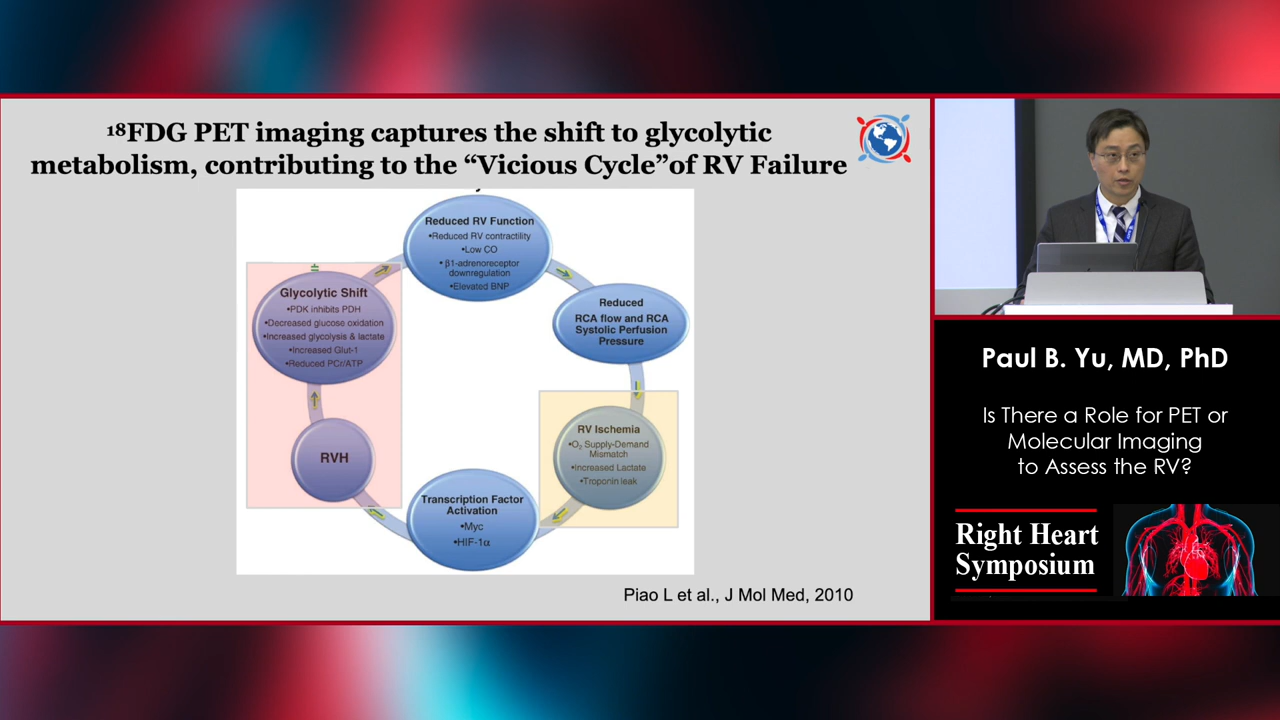 ¹⁸FDG PET imaging captures the shift to glycolytic
metabolism, contributing to the “Vicious Cycle”of RV Failure
Reduced RV Function
•Reduced RV contractility
•Low CO
•β1-adrenoreceptor
downregulation
•Elevated BNP
Reduced
RCA flow and RCA
Systolic Perfusion
Pressure
RV Ischemia
•O₂ Supply-Demand
Mismatch
•Increased Lactate
•Troponin leak
Transcription Factor
Activation
•Myc
•HIF-1α
RVH
Glycolytic Shift
•PDK inhibits PDH
•Decreased glucose oxidation
•Increased glycolysis & lactate
•Increased Glut-1
•Reduced PCr/ATP
Piao L et al., J Mol Med, 2010
Paul B. Yu, MD, PhD
Is There a Role for PET or
Molecular Imaging
to Assess the RV?
Right Heart
Symposium